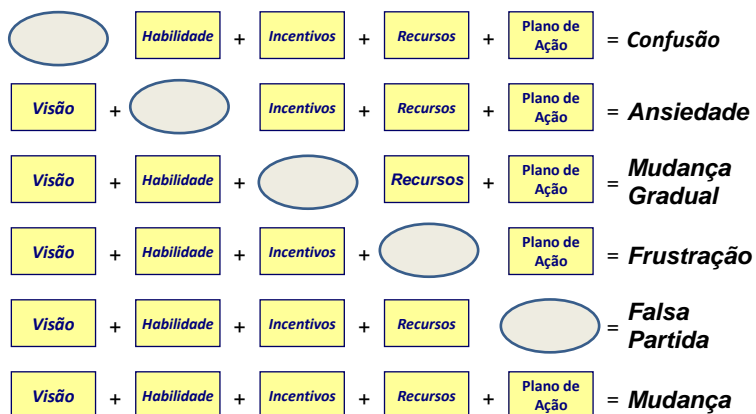 Habilidade + Incentivos + Recursos + Plano de Ação = Confusão
Visão + Incentivos + Recursos + Plano de Ação = Ansiedade
Visão + Habilidade + Recursos + Plano de Ação = Mudança Gradual
Visão + Habilidade + Incentivos + Plano de Ação = Frustração
Visão + Habilidade + Incentivos + Recursos = Falsa Partida
Visão + Habilidade + Incentivos + Recursos + Plano de Ação = Mudança